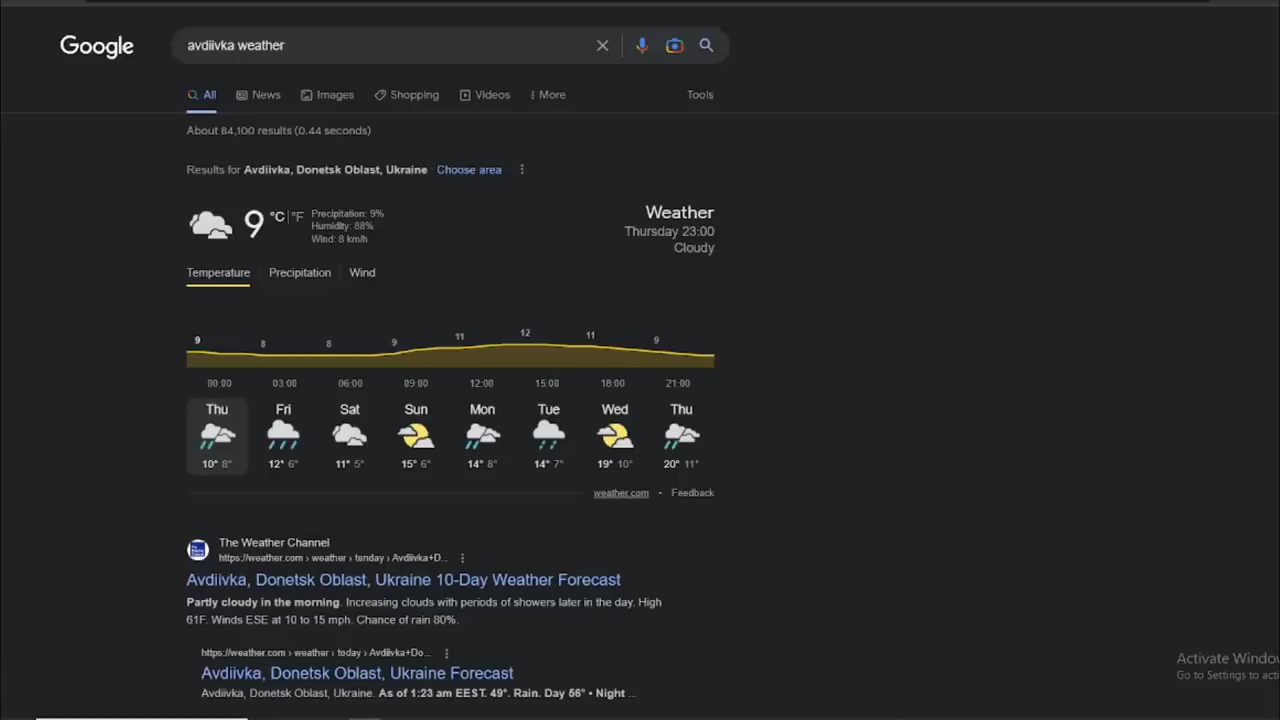 Google
avdiivka weather
All
News
Images
Shopping
Videos
More
Tools
About 84,100 results (0.44 seconds)
Results for Avdiivka, Donetsk Oblast, Ukraine · Choose area
9 °C | °F
Precipitation: 9%
Humidity: 88%
Wind: 8 km/h
Weather
Thursday 23:00
Cloudy
Temperature
Precipitation
Wind
9 8 8 9 11 12 11 9
00:00 03:00 06:00 09:00 12:00 15:00 18:00 21:00
Thu Fri Sat Sun Mon Tue Wed Thu
10° 8° 12° 6° 11° 5° 15° 6° 14° 8° 14° 7° 19° 10° 20° 11°
weather.com • Feedback
The Weather Channel
https://weather.com › weather › tenday › Avdiivka+D...
Avdiivka, Donetsk Oblast, Ukraine 10-Day Weather Forecast
Partly cloudy in the morning. Increasing clouds with periods of showers later in the day. High
61F. Winds ESE at 10 to 15 mph. Chance of rain 80%.
https://weather.com › weather › today › Avdiivka+Do...
Avdiivka, Donetsk Oblast, Ukraine Forecast
Avdiivka, Donetsk Oblast, Ukraine. As of 1:23 am EEST. 49°. Rain. Day 56° • Night ...
Activate Windo
Go to Settings to act